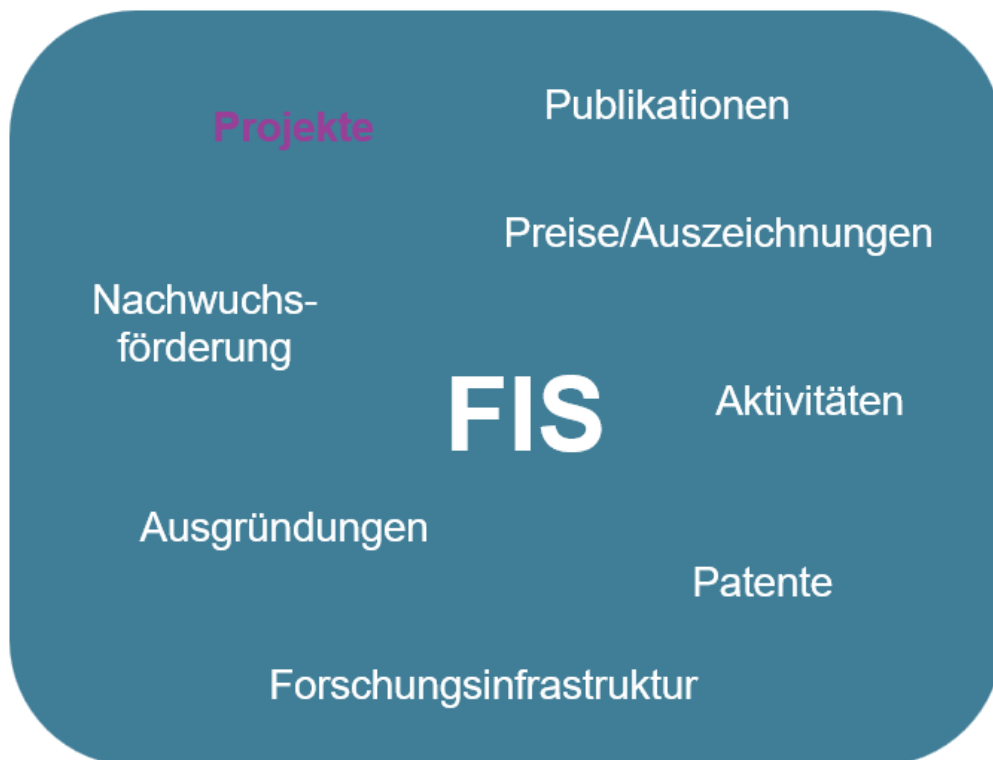 Projekte
Publikationen
Preise/Auszeichnungen
Nachwuchs-
förderung
FIS
Aktivitäten
Ausgründungen
Patente
Forschungsinfrastruktur